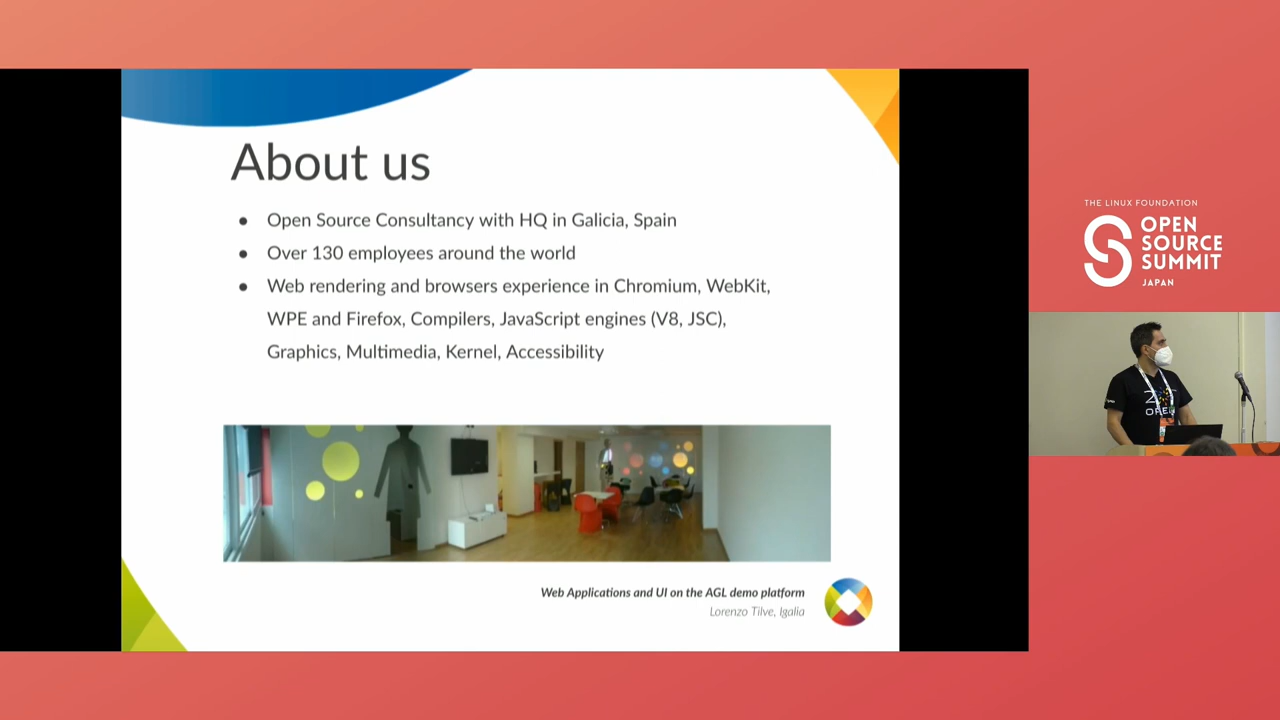 About us
● Open Source Consultancy with HQ in Galicia, Spain
● Over 130 employees around the world
● Web rendering and browsers experience in Chromium, WebKit,
WPE and Firefox, Compilers, JavaScript engines (V8, JSC),
Graphics, Multimedia, Kernel, Accessibility
Web Applications and UI on the AGL demo platform
Lorenzo Tilve, Igalia
THE LINUX FOUNDATION
OPEN
SOURCE
SUMMIT
JAPAN